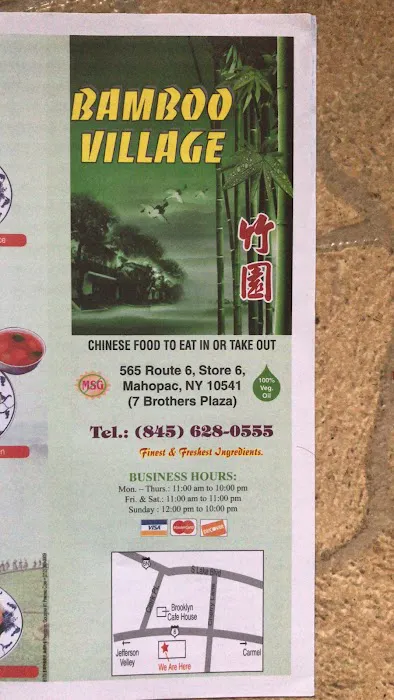 BAMBOO
VILLAGE
竹
園
CHINESE FOOD TO EAT IN OR TAKE OUT
MSG
565 Route 6, Store 6,
Mahopac, NY 10541
(7 Brothers Plaza)
100%
Veg.
Oil
Tel.: (845) 628-0555
Finest & Freshest Ingredients.
BUSINESS HOURS:
Mon. – Thurs.: 11:00 am to 10:00 pm
Fri. & Sat.: 11:00 am to 11:00 pm
Sunday : 12:00 pm to 10:00 pm
VISA
MasterCard
DISCOVER
S Lake Blvd
Brooklyn
Cafe House
6
Jefferson
Valley
We Are Here
Carmel